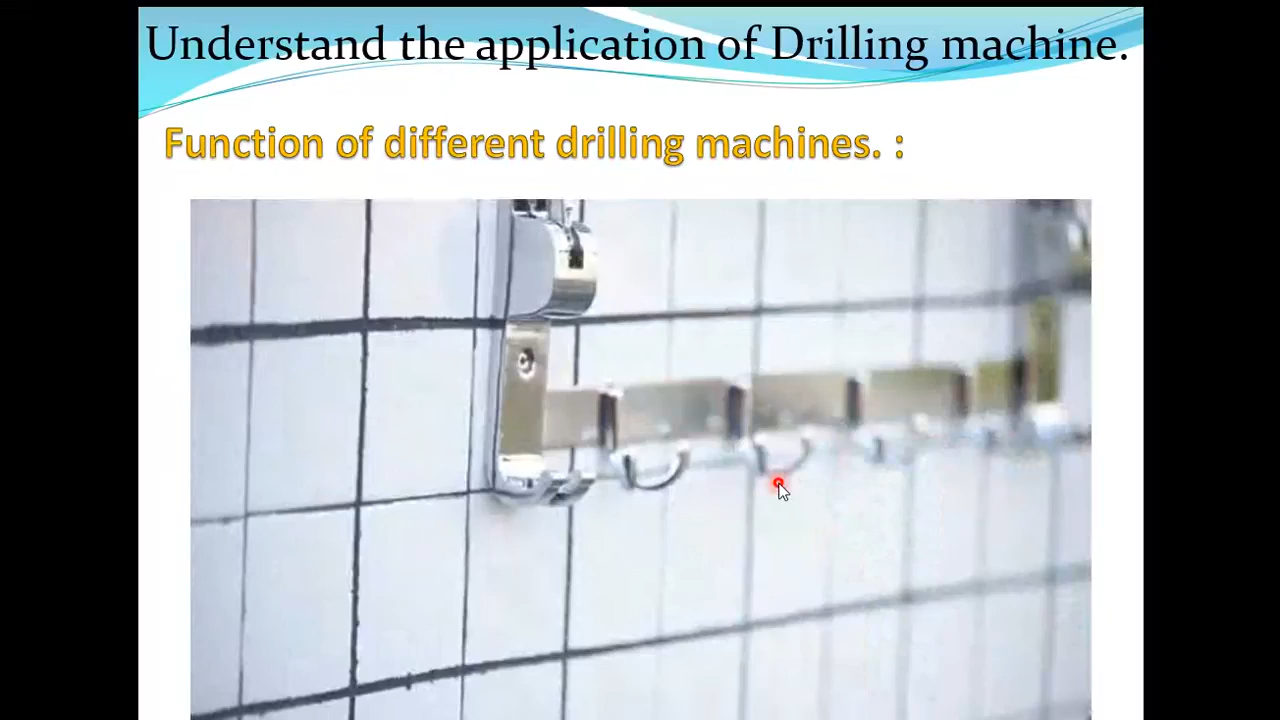 Understand the application of Drilling machine.
Function of different drilling machines. :